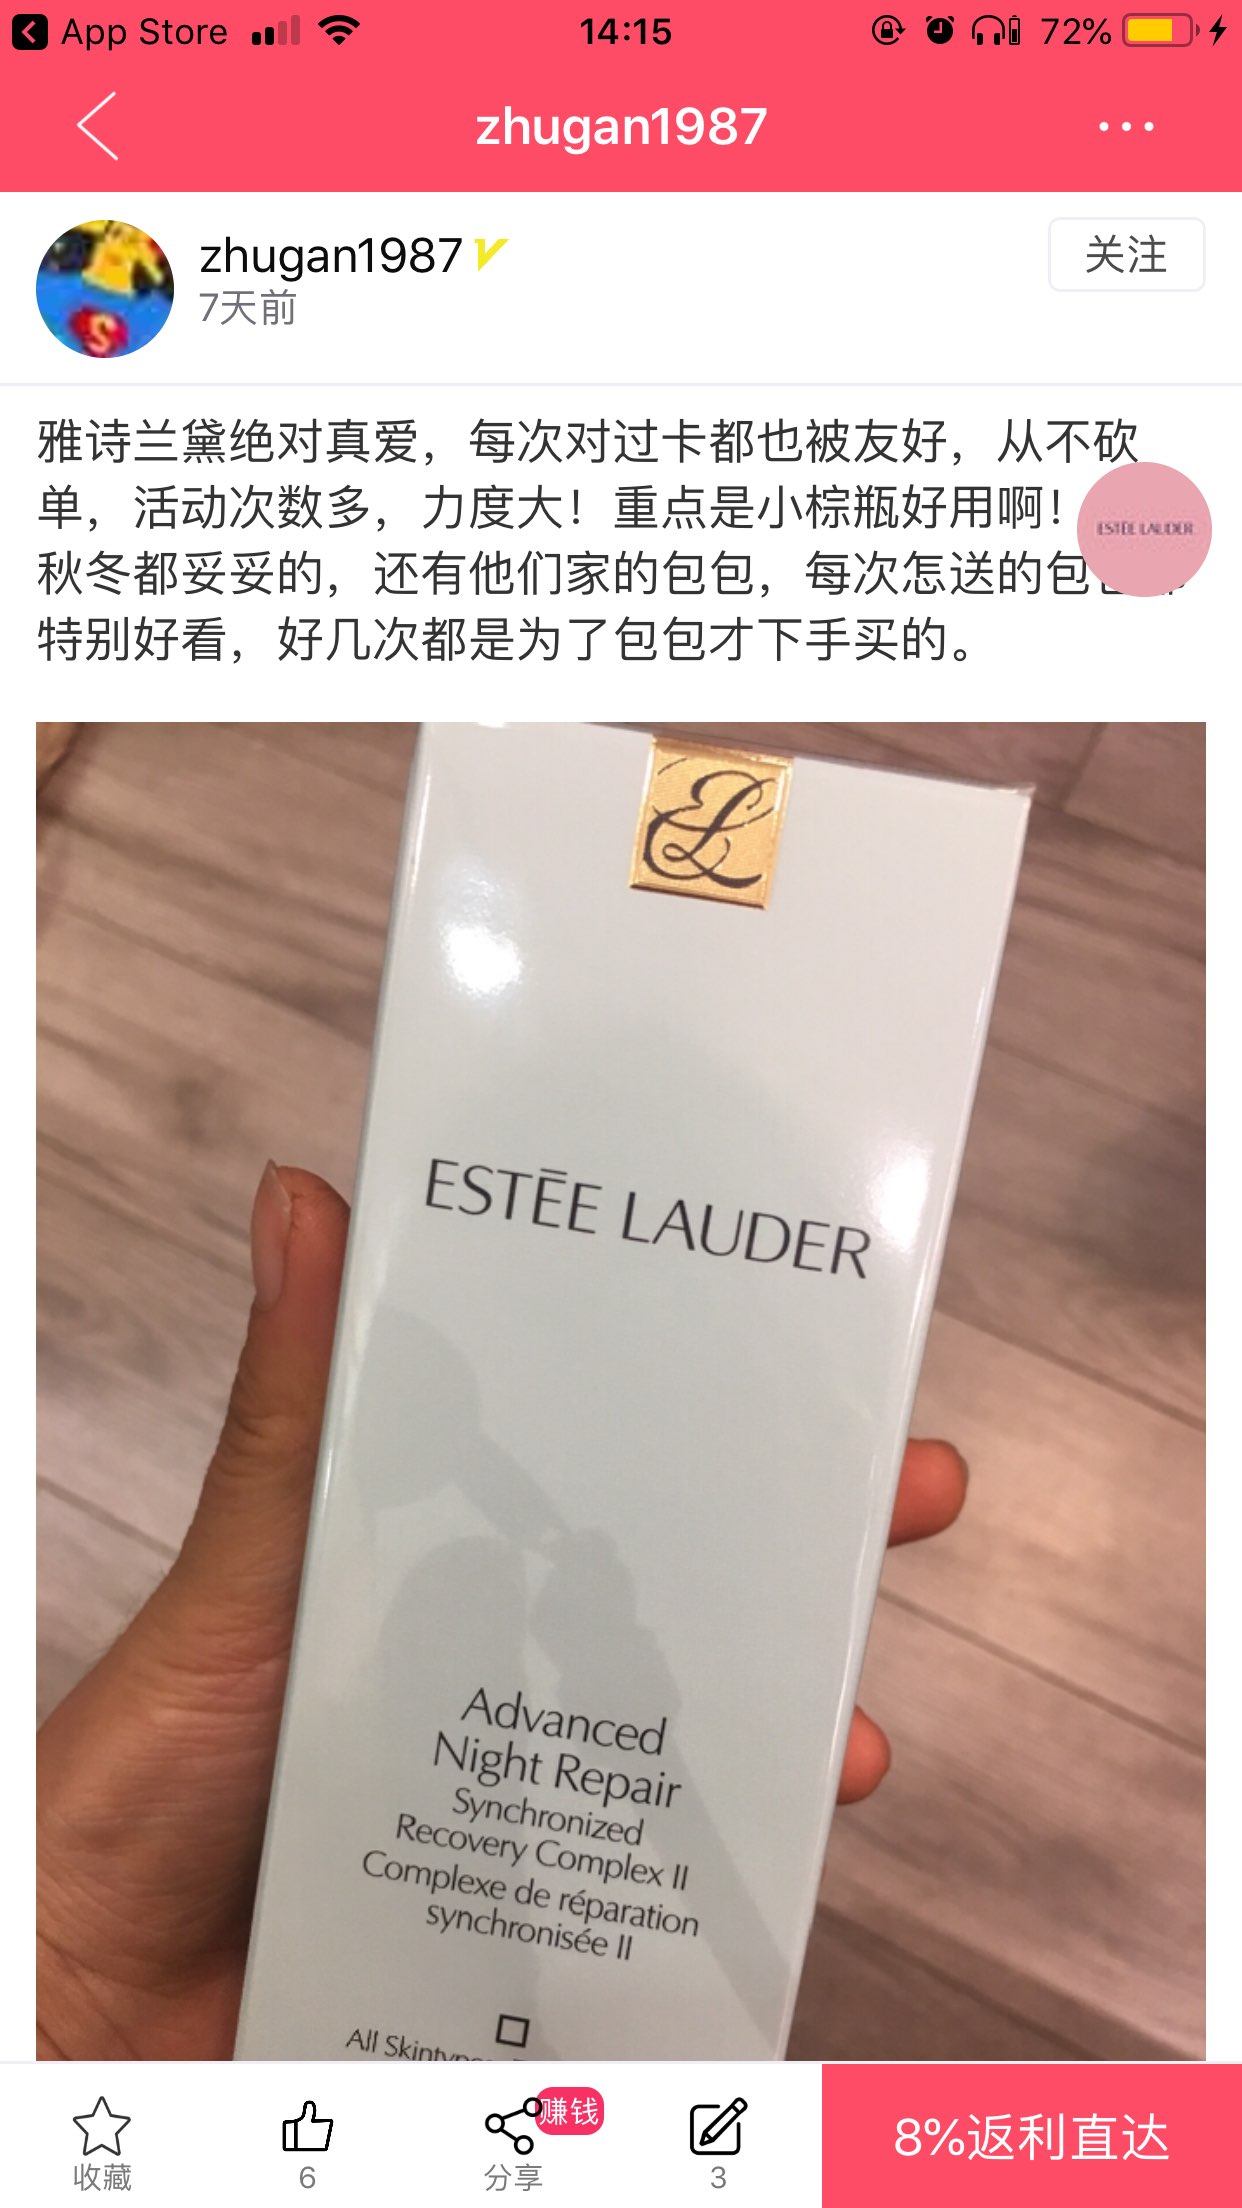 App Store
14:15
72%
zhugan1987
zhugan1987
7天前
关注
雅诗兰黛绝对真爱，每次对过卡都也被友好，从不砍
单，活动次数多，力度大！重点是小棕瓶好用啊！
ESTĒE LAUDER
秋冬都妥妥的，还有他们家的包包，每次怎送的包
特别好看，好几次都是为了包包才下手买的。
EL
ESTĒE LAUDER
Advanced
Night Repair
Synchronized
Recovery Complex II
Complexe de réparation
synchronisée II
All
收藏
6
赚钱
分享
3
8%返利直达